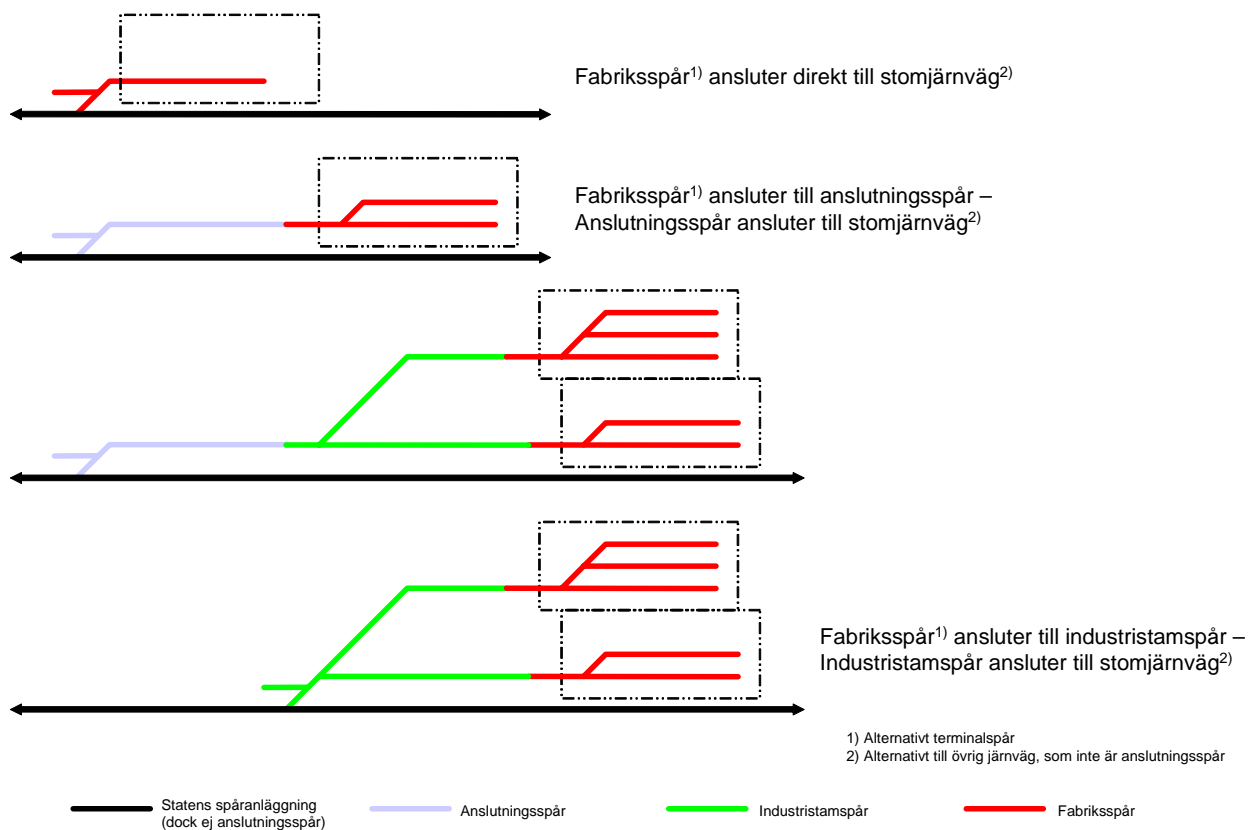 Fabriksspår1) ansluter direkt till stomjärnväg2)
Fabriksspår1) ansluter till anslutningsspår –
Anslutningsspår ansluter till stomjärnväg2)
Fabriksspår1) ansluter till industristamspår –
Industristamspår ansluter till stomjärnväg2)
1) Alternativt terminalspår
2) Alternativt till övrig järnväg, som inte är anslutningsspår
Statens spåranläggning
(dock ej anslutningsspår)
Anslutningsspår
Industristamspår
Fabriksspår